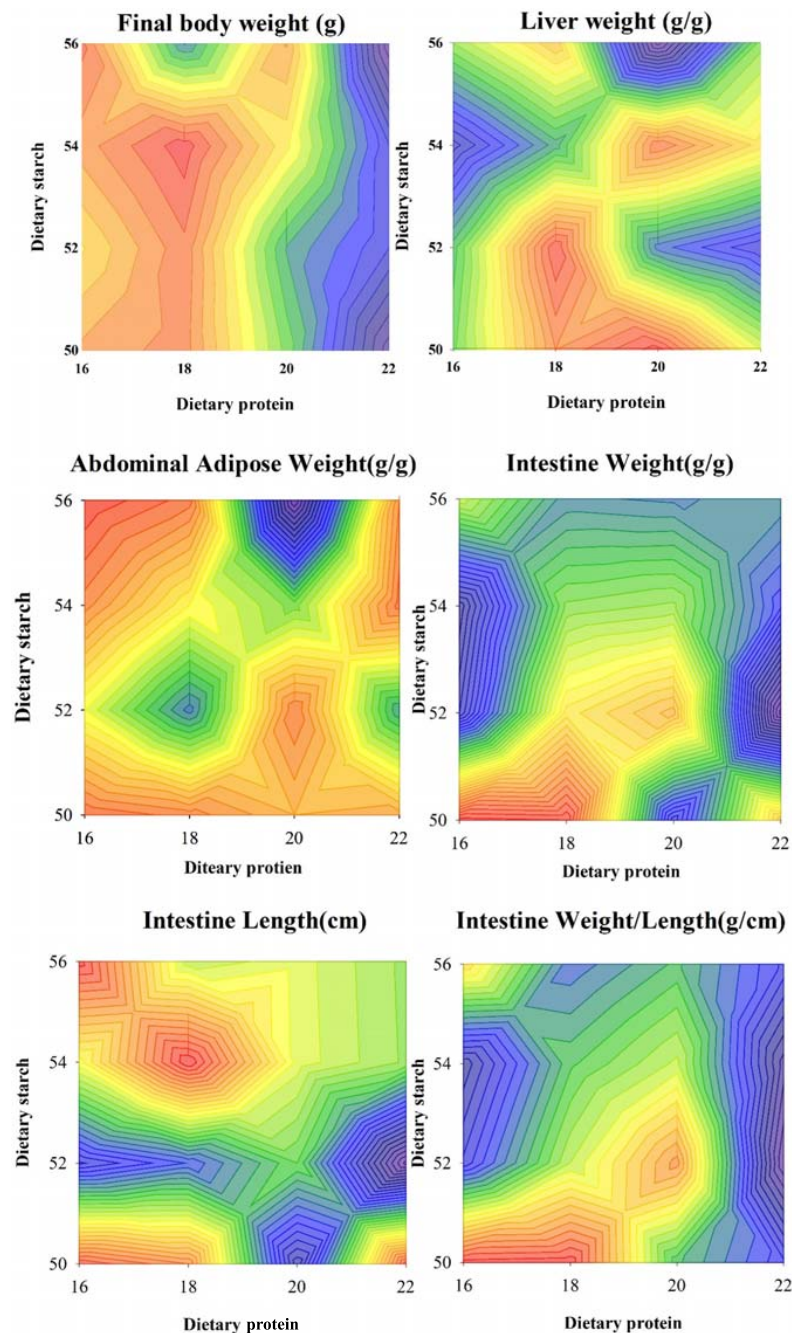 Final body weight (g)
56
54
52
50
Dietary starch
16 18 20 22
Dietary protein
Liver weight (g/g)
56
54
52
50
Dietary starch
16 18 20 22
Dietary protein
Abdominal Adipose Weight(g/g)
56
54
52
50
Dietary starch
16 18 20 22
Diteary protien
Intestine Weight(g/g)
56
54
52
50
Dietary starch
16 18 20 22
Dietary protein
Intestine Length(cm)
56
54
52
50
Dietary starch
16 18 20 22
Dietary protein
Intestine Weight/Length(g/cm)
56
54
52
50
Dietary starch
16 18 20 22
Dietary protein